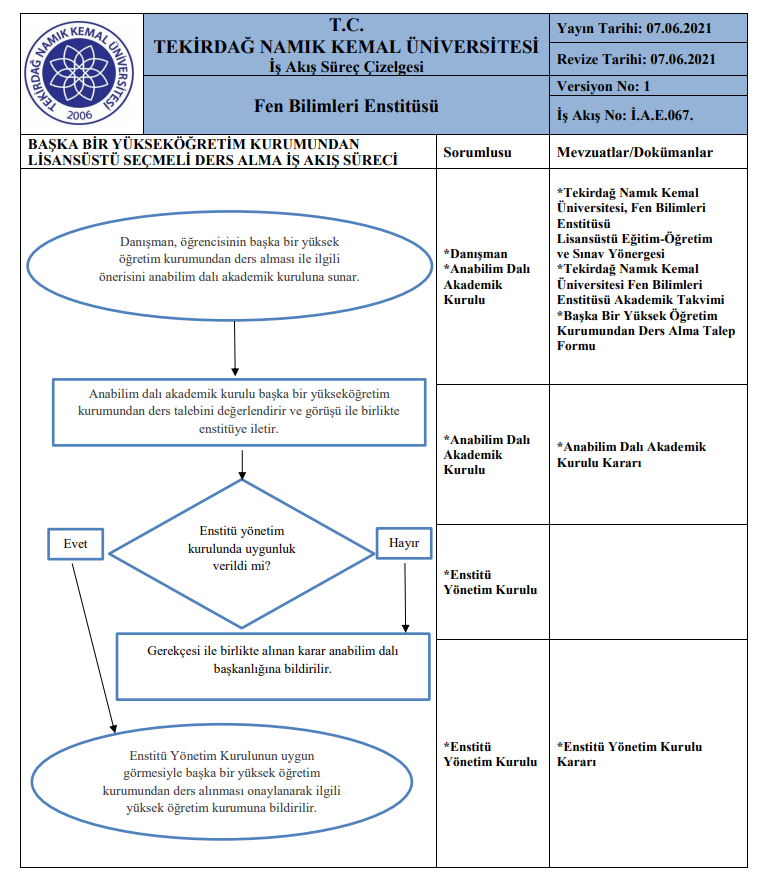 TEKİRDAĞ NAMIK KEMAL ÜNİVERSİTESİ
2006
T.C.
TEKİRDAĞ NAMIK KEMAL ÜNİVERSİTESİ
İş Akış Süreç Çizelgesi
Fen Bilimleri Enstitüsü
Yayın Tarihi: 07.06.2021
Revize Tarihi: 07.06.2021
Versiyon No: 1
İş Akış No: İ.A.E.067.
BAŞKA BİR YÜKSEKÖĞRETİM KURUMUNDAN
LİSANSÜSTÜ SEÇMELİ DERS ALMA İŞ AKIŞ SÜRECİ
Sorumlusu
Mevzuatlar/Dokümanlar
Danışman, öğrencisinin başka bir yüksek
öğretim kurumundan ders alması ile ilgili
önerisini anabilim dalı akademik kuruluna sunar.
*Danışman
*Anabilim Dalı
Akademik
Kurulu
*Tekirdağ Namık Kemal
Üniversitesi, Fen Bilimleri
Enstitüsü
Lisansüstü Eğitim-Öğretim
ve Sınav Yönergesi
*Tekirdağ Namık Kemal
Üniversitesi Fen Bilimleri
Enstitüsü Akademik Takvimi
*Başka Bir Yüksek Öğretim
Kurumundan Ders Alma Talep
Formu
Anabilim dalı akademik kurulu başka bir yükseköğretim
kurumundan ders talebini değerlendirir ve görüşü ile birlikte
enstitüye iletir.
*Anabilim Dalı
Akademik
Kurulu
*Anabilim Dalı Akademik
Kurulu Kararı
Enstitü yönetim
kurulunda uygunluk
verildi mi?
Evet
Hayır
*Enstitü
Yönetim Kurulu
Gerekçesi ile birlikte alınan karar anabilim dalı
başkanlığına bildirilir.
Enstitü Yönetim Kurulunun uygun
görmesiyle başka bir yüksek öğretim
kurumundan ders alınması onaylanarak ilgili
yüksek öğretim kurumuna bildirilir.
*Enstitü
Yönetim Kurulu
*Enstitü Yönetim Kurulu
Kararı